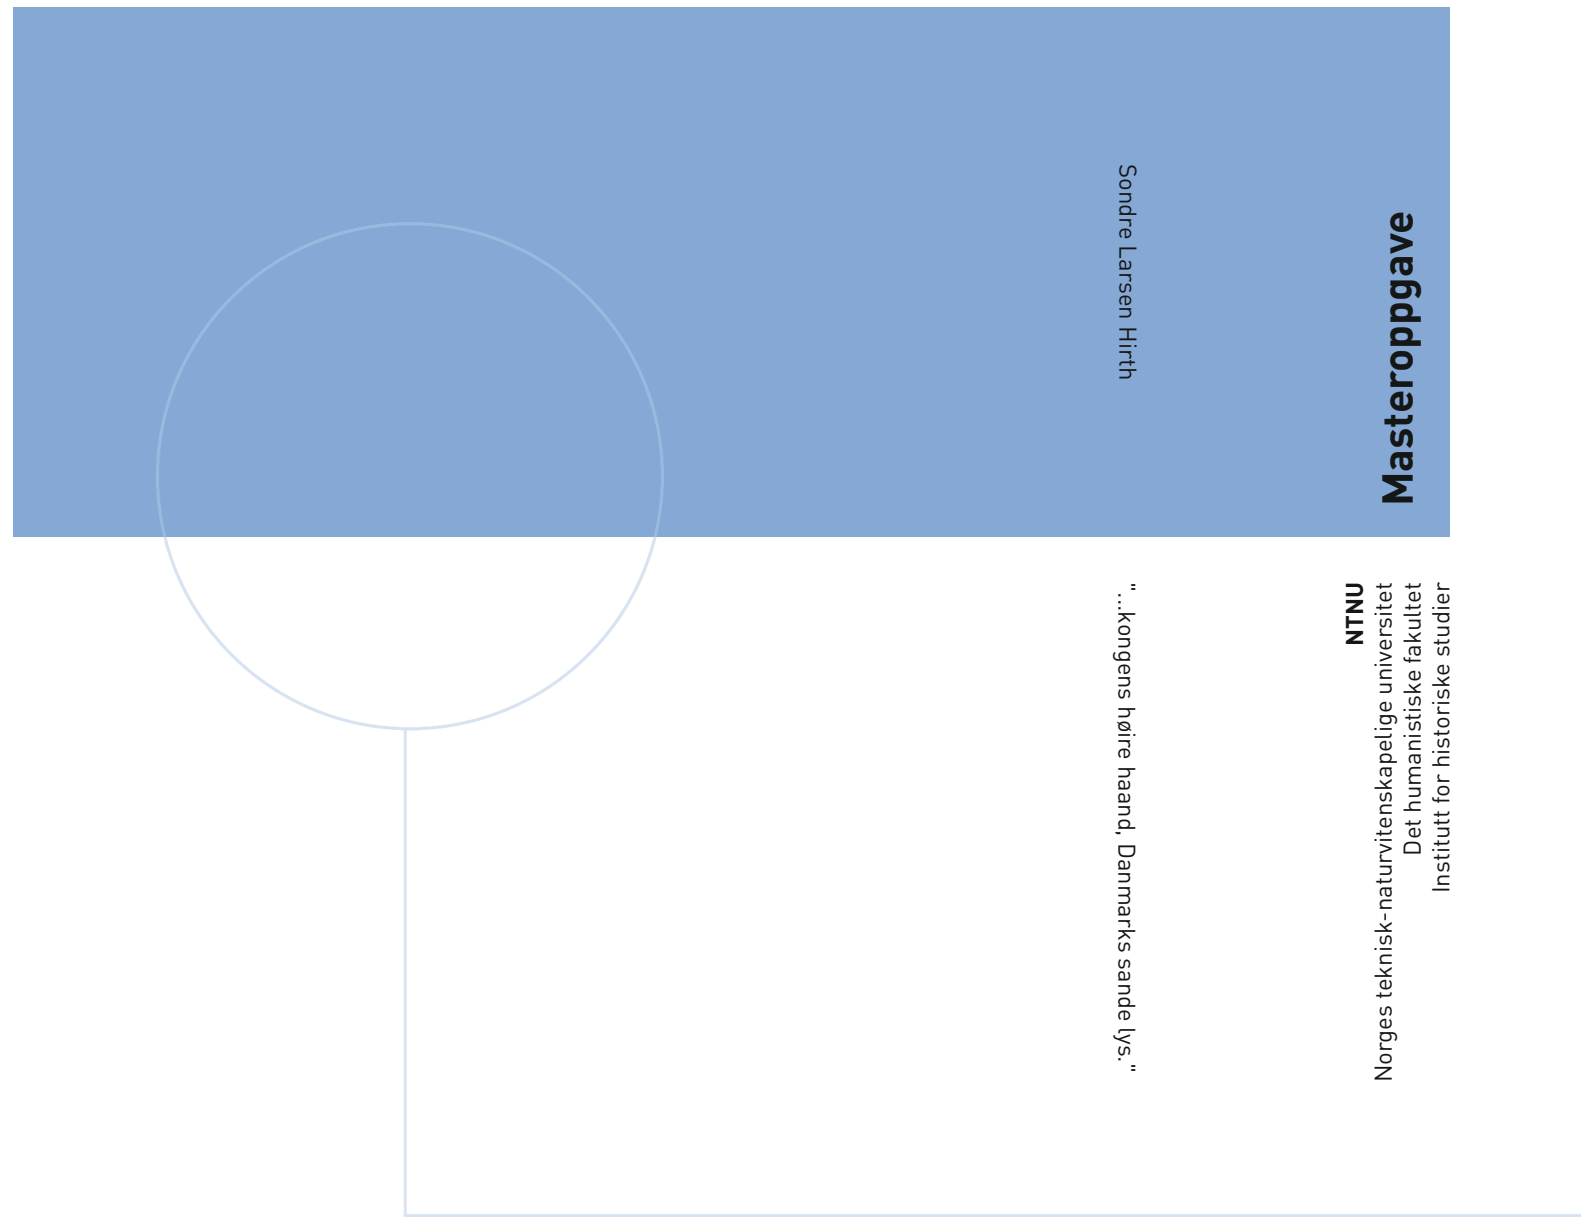 Sondre Larsen Hirth
"...kongens høire haand, Danmarks sande lys."
Masteroppgave
NTNU
Norges teknisk-naturvitenskapelige universitet
Det humanistiske fakultet
Institutt for historiske studier